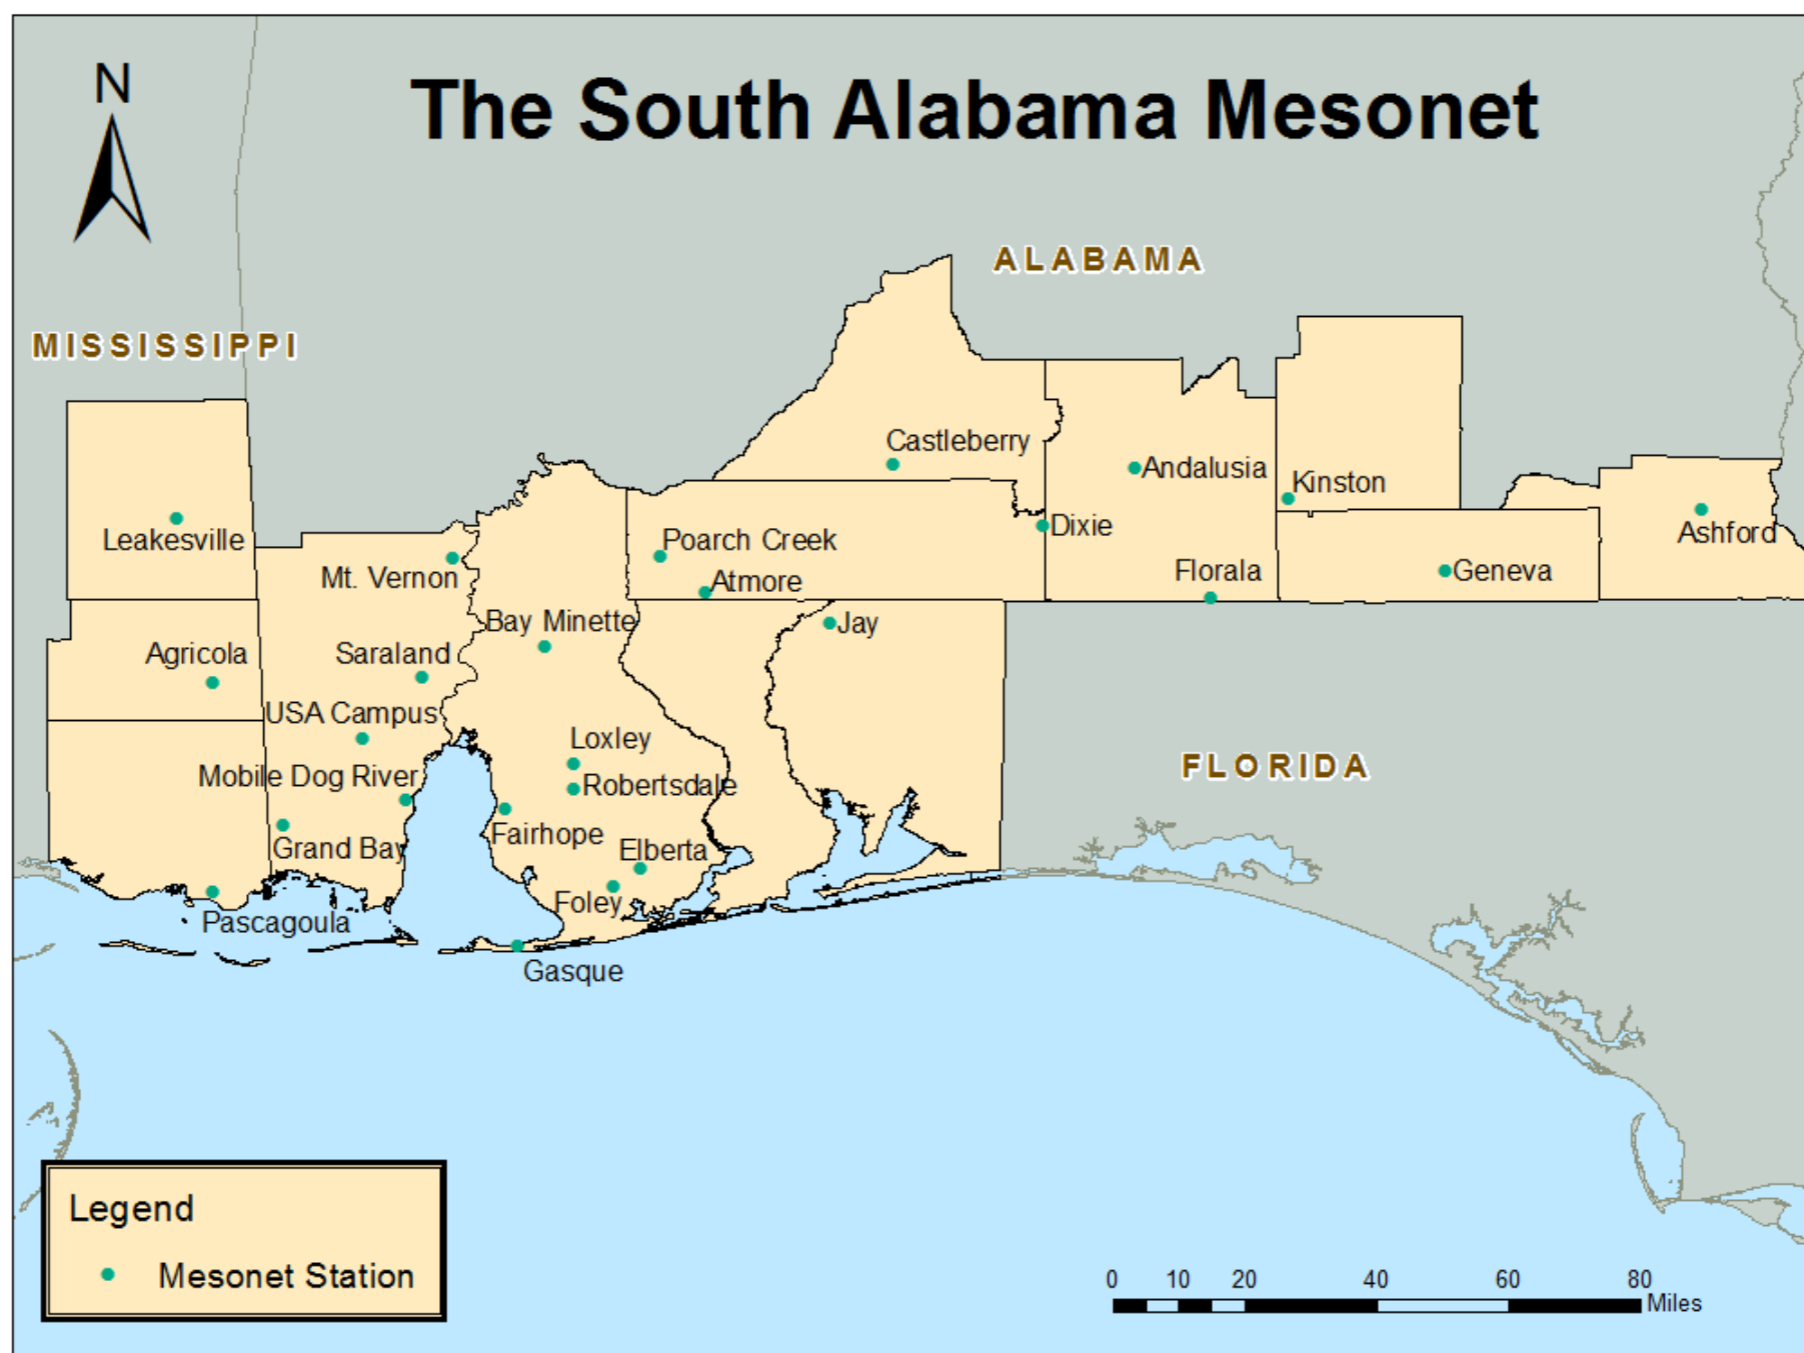 N
The South Alabama Mesonet
ALABAMA
MISSISSIPPI
Castleberry
Andalusia
Kinston
Leakesville
Dixie
Ashford
Poarch Creek
Mt. Vernon
Atmore
Florala
Geneva
Bay Minette
Jay
Agricola
Saraland
USA Campus
Loxley
FLORIDA
Mobile Dog River
Robertsdale
Fairhope
Grand Bay
Elberta
Foley
Pascagoula
Gasque
Legend
Mesonet Station
0 10 20 40 60 80
Miles